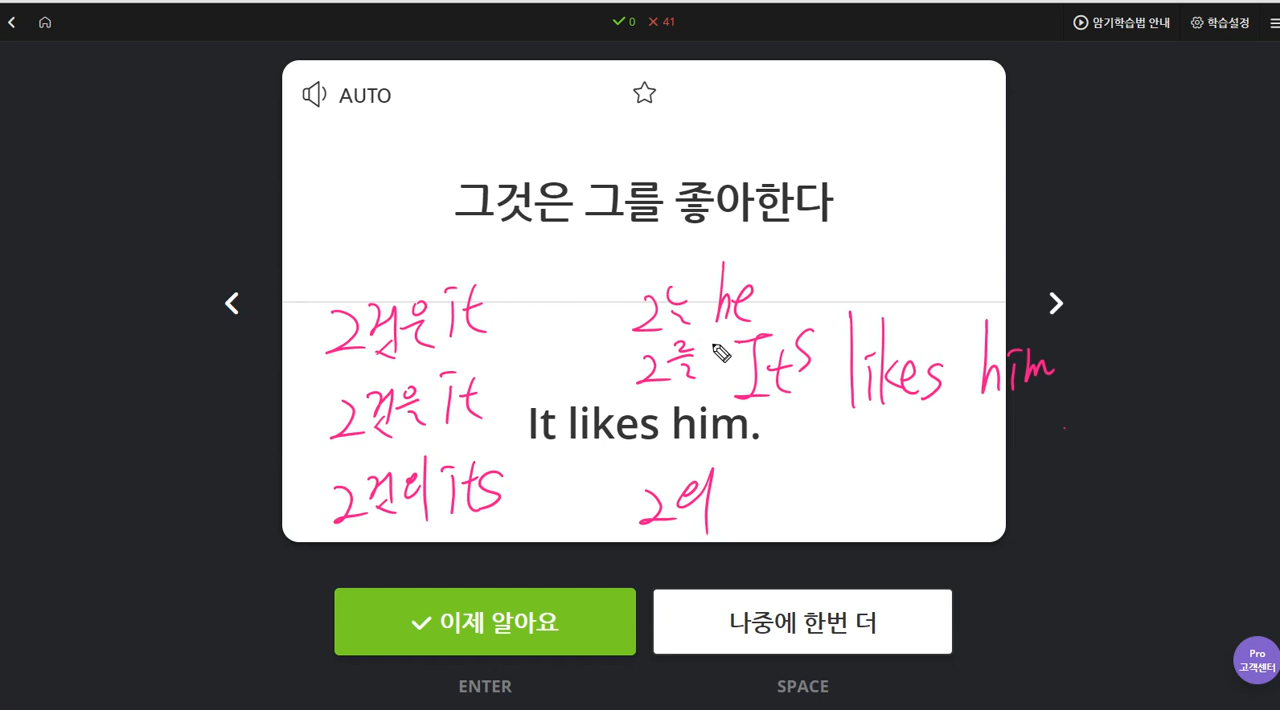 0 41 암기학습법 안내 학습설정
AUTO
그것은 그를 좋아한다
그것은 it
그는 he
그를
Its likes him
그것을 it
It likes him.
그것의 its
그의
이제 알아요
나중에 한번 더
ENTER
SPACE
Pro
고객센터